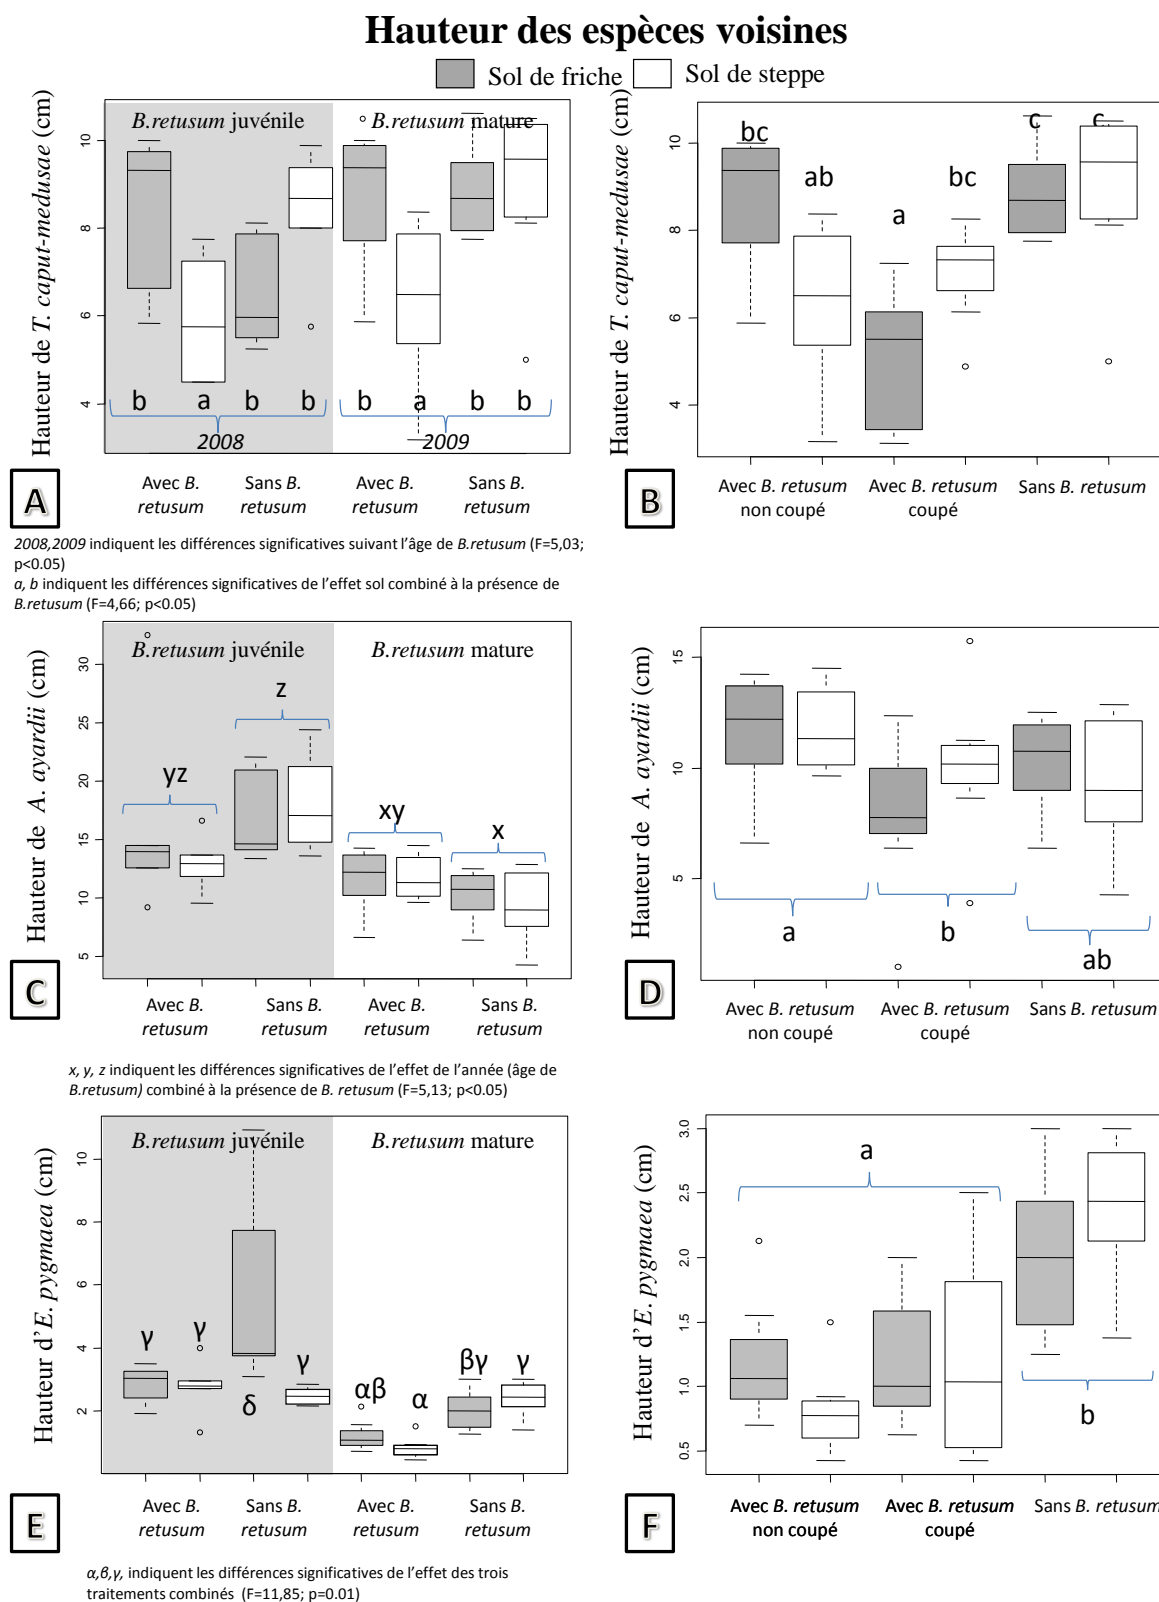 Hauteur des espèces voisines
Sol de friche
Sol de steppe
Hauteur de T. caput-medusae (cm)
B.retusum juvénile
B.retusum mature
10
8
6
4
b
a
b
b
b
a
b
b
2008
2009
Avec B. retusum
Sans B. retusum
Avec B. retusum
Sans B. retusum
A
2008,2009 indiquent les différences significatives suivant l'âge de B.retusum (F=5,03;
p<0.05)
a, b indiquent les différences significatives de l'effet sol combiné à la présence de
B.retusum (F=4,66; p<0.05)
Hauteur de T. caput-medusae (cm)
10
8
6
4
bc
ab
a
bc
c
c
Avec B. retusum
non coupé
Avec B. retusum
coupé
Sans B. retusum
B
Hauteur de A. ayardii (cm)
B.retusum juvénile
B.retusum mature
30
25
20
15
10
5
yz
z
xy
x
Avec B.
retusum
Sans B.
retusum
Avec B.
retusum
Sans B.
retusum
C
x, y, z indiquent les différences significatives de l'effet de l'année (âge de
B.retusum) combiné à la présence de B. retusum (F=5,13; p<0.05)
Hauteur de A. ayardii (cm)
15
10
5
a
b
ab
Avec B. retusum
non coupé
Avec B. retusum
coupé
Sans B. retusum
D
Hauteur d'E. pygmaea (cm)
B.retusum juvénile
B.retusum mature
10
8
6
4
2
γ
γ
δ
γ
αβ
α
βγ
γ
Avec B.
retusum
Sans B.
retusum
Avec B.
retusum
Sans B.
retusum
E
α,β,γ, indiquent les différences significatives de l'effet des trois
traitements combinés (F=11,85; p=0.01)
Hauteur d'E. pygmaea (cm)
3.0
2.5
2.0
1.5
1.0
0.5
a
b
Avec B. retusum
non coupé
Avec B. retusum
coupé
Sans B. retusum
F